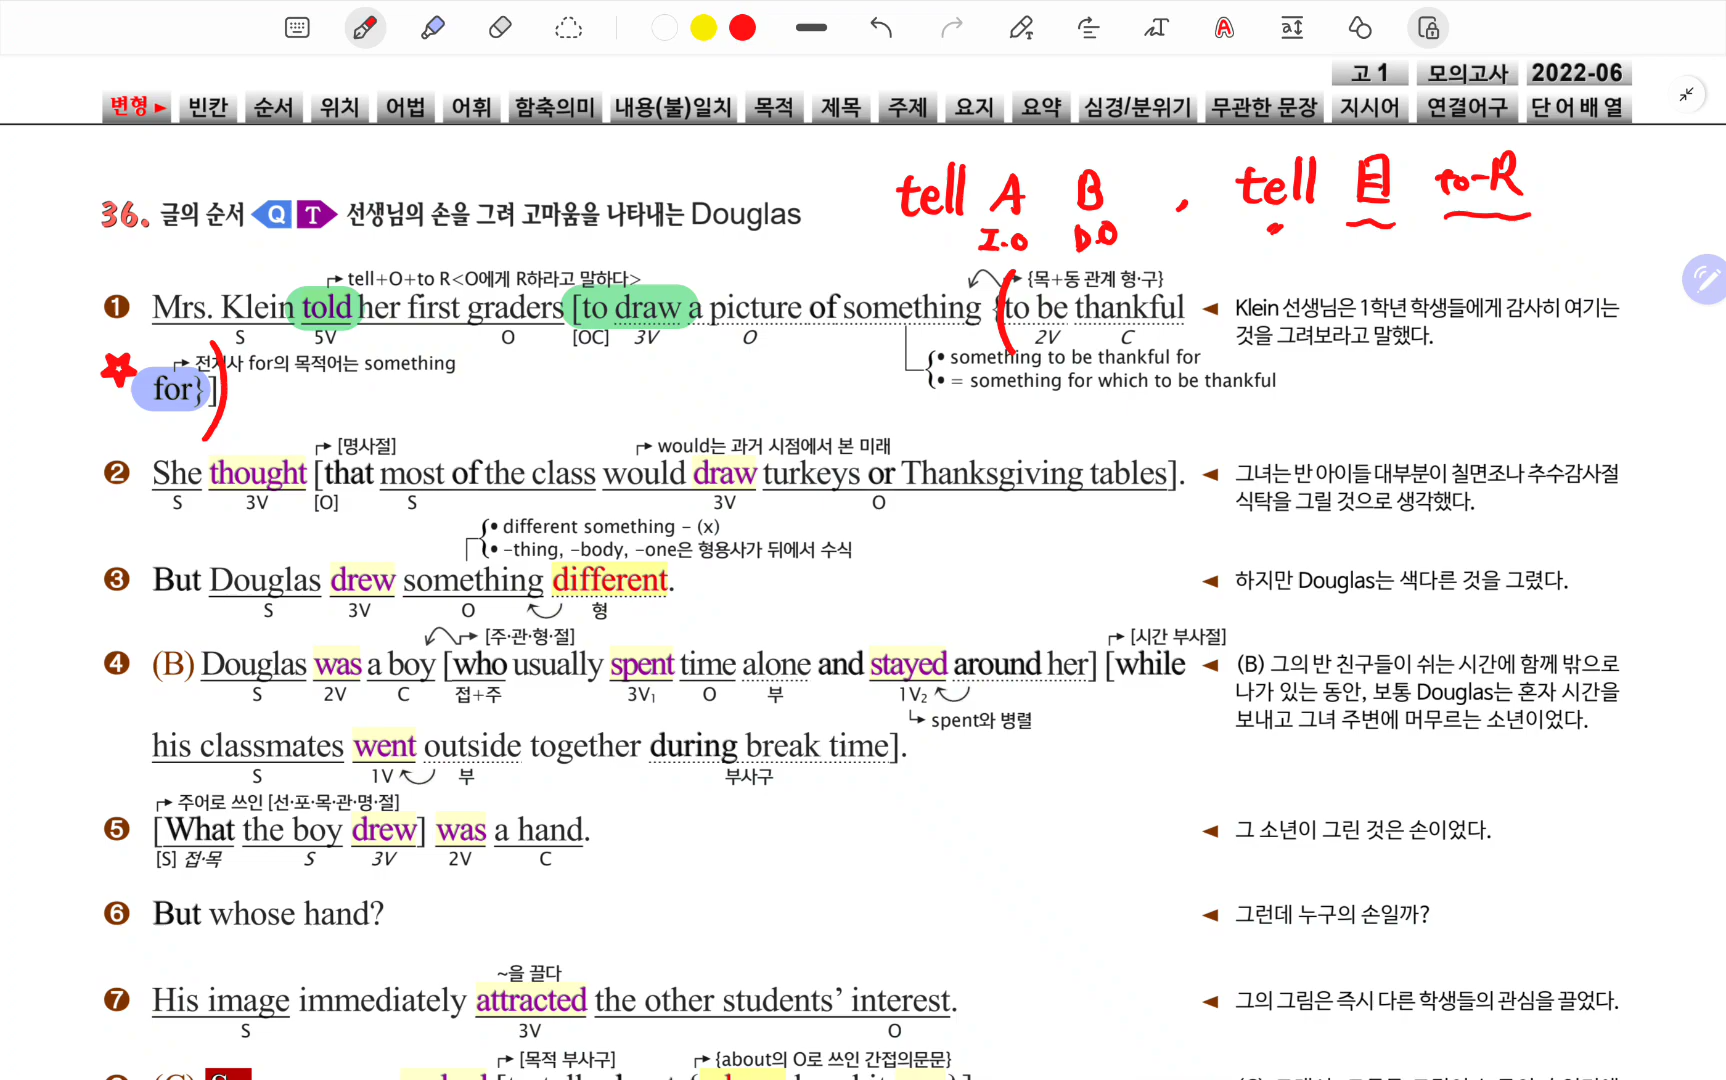 고1 모의고사 2022-06
변형► 빈칸 순서 위치 어법 어휘 함축의미 내용(불)일치 목적 제목 주제 요지 요약 심경/분위기 무관한 문장 지시어 연결어구 단어배열
tell A B , tell 目 to-R
I.O D.O
36. 글의 순서 Q T 선생님의 손을 그려 고마움을 나타내는 Douglas
tell+O+to R<O에게 R하라고 말하다> {목+동 관계 형·구}
❶ Mrs. Klein told her first graders [to draw a picture of something {to be thankful ◄ Klein 선생님은 1학년 학생들에게 감사히 여기는
S 5V O [OC] 3V O 2V C 것을 그려보라고 말했다.
• something to be thankful for
전치사 for의 목적어는 something
• = something for which to be thankful
for}]
[명사절] would는 과거 시점에서 본 미래
❷ She thought [that most of the class would draw turkeys or Thanksgiving tables]. ◄ 그녀는 반 아이들 대부분이 칠면조나 추수감사절
S 3V [O] S 3V O 식탁을 그릴 것으로 생각했다.
• different something – (x)
• –thing, –body, –one은 형용사가 뒤에서 수식
❸ But Douglas drew something different. ◄ 하지만 Douglas는 색다른 것을 그렸다.
S 3V O 형
[주·관·형·절] [시간 부사절]
❹ (B) Douglas was a boy [who usually spent time alone and stayed around her] [while ◄ (B) 그의 반 친구들이 쉬는 시간에 함께 밖으로
S 2V C 접+주 3V₁ O 부 1V₂ 나가 있는 동안, 보통 Douglas는 혼자 시간을
spent와 병렬 보내고 그녀 주변에 머무르는 소년이었다.
his classmates went outside together during break time].
S 1V 부 부사구
주어로 쓰인 [선·포·목·관·명·절]
❺ [What the boy drew] was a hand. ◄ 그 소년이 그린 것은 손이었다.
[S] 접·목 S 3V 2V C
❻ But whose hand? ◄ 그런데 누구의 손일까?
~을 끌다
❼ His image immediately attracted the other students’ interest. ◄ 그의 그림은 즉시 다른 학생들의 관심을 끌었다.
S 3V O
[목적 부사구] {about의 O로 쓰인 간접의문문}